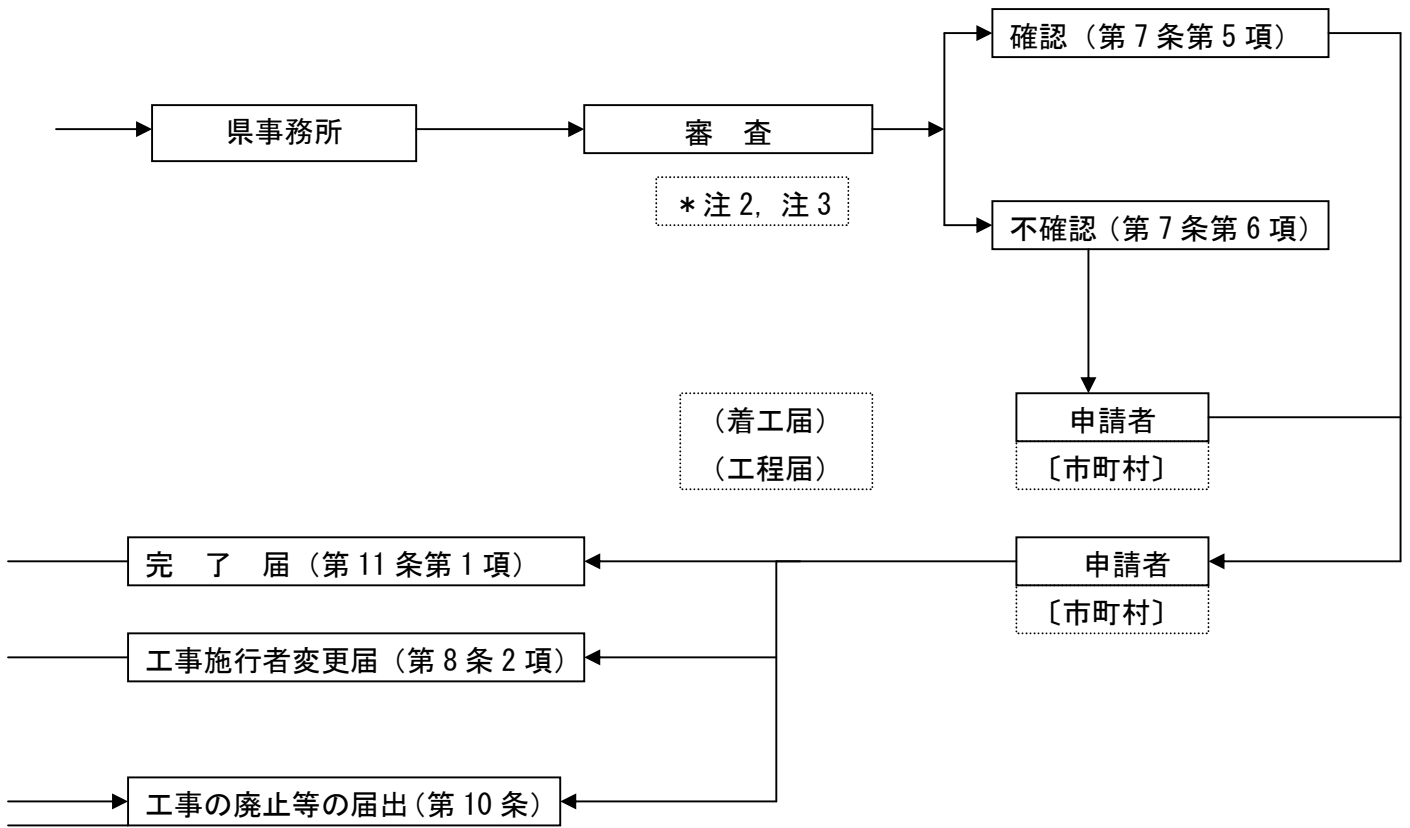 確認（第7条第5項）
県事務所
審　査
＊注2，注3
不確認（第7条第6項）
（着工届）
（工程届）
申請者
〔市町村〕
完　了　届（第11条第1項）
申請者
〔市町村〕
工事施行者変更届（第8条2項）
工事の廃止等の届出（第10条）